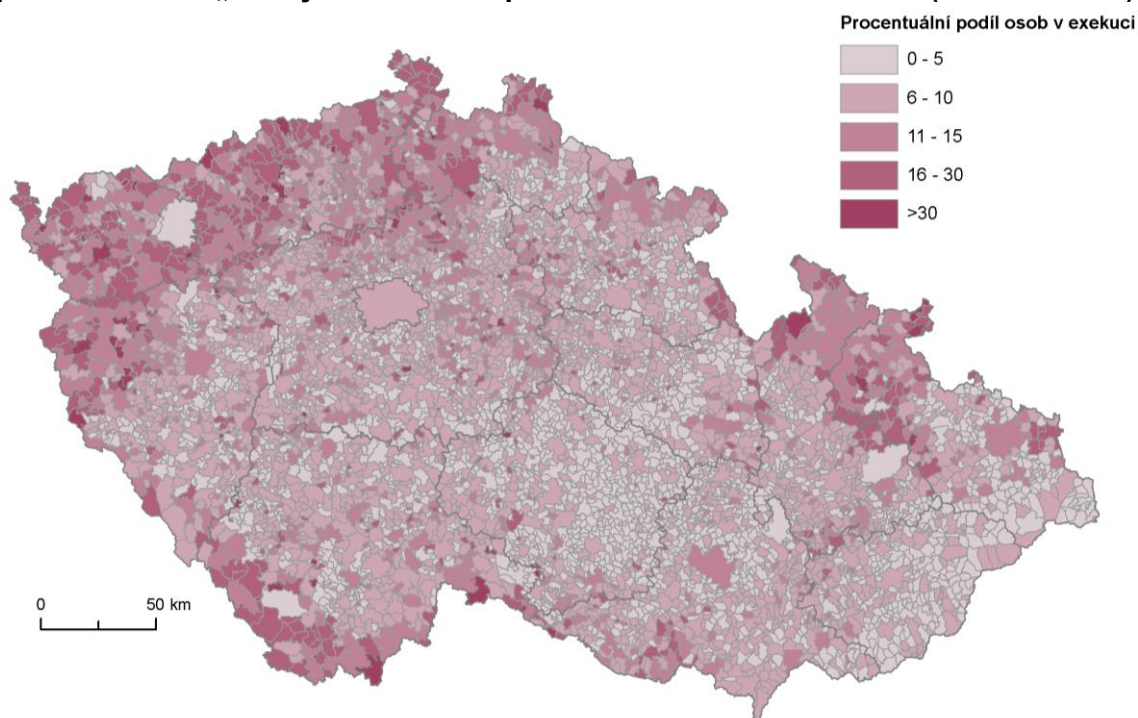 Procentuální podíl osob v exekuci
0 - 5
6 - 10
11 - 15
16 - 30
>30
0 50 km